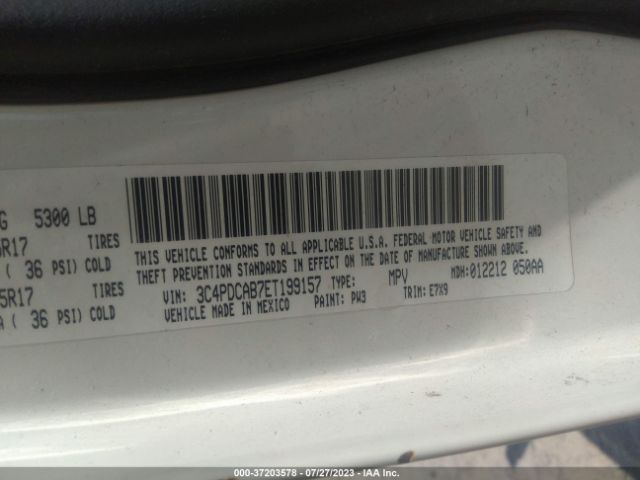 G 5300 LB
5R17 TIRES
( 36 PSI) COLD
5R17 TIRES
A ( 36 PSI) COLD
THIS VEHICLE CONFORMS TO ALL APPLICABLE U.S.A. FEDERAL MOTOR VEHICLE SAFETY AND
THEFT PREVENTION STANDARDS IN EFFECT ON THE DATE OF MANUFACTURE SHOWN ABOVE.
VIN: 3C4PDCAB7ET199157 TYPE: MPV MDH:012212 050AA
VEHICLE MADE IN MEXICO PAINT: PW3 TRIM: E7X9
000-37203578 - 07/27/2023 - IAA Inc.